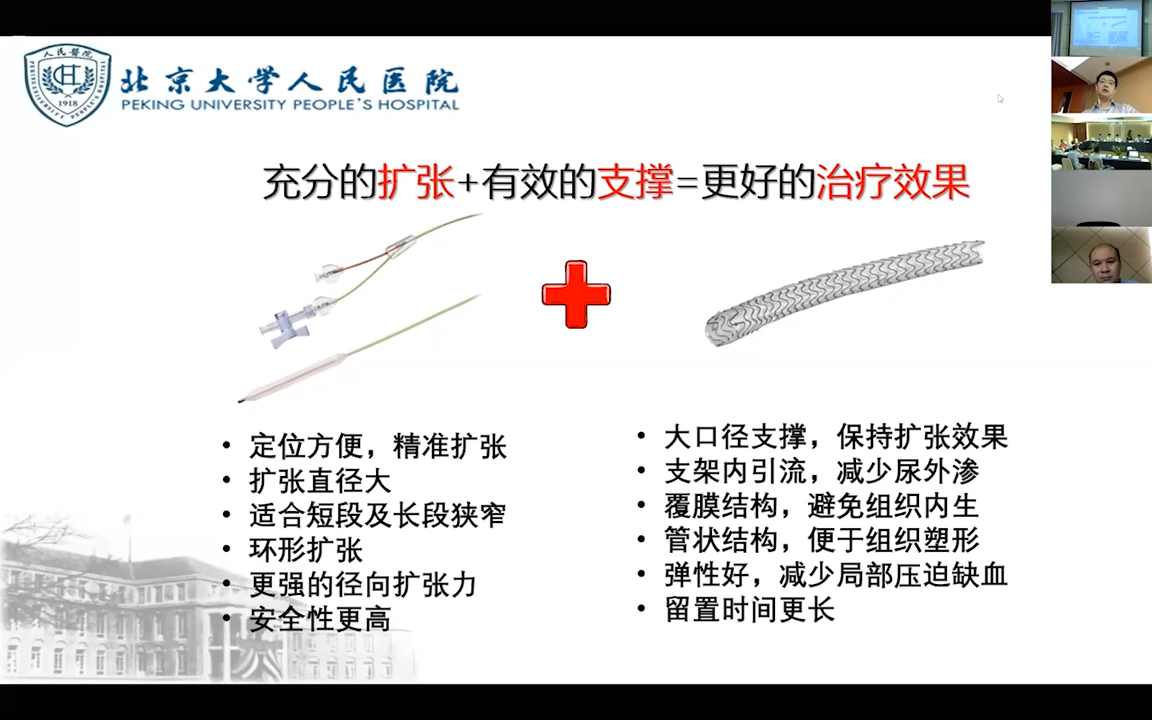 人民醫院
1918
北京大学人民医院
PEKING UNIVERSITY PEOPLE'S HOSPITAL
充分的扩张+有效的支撑=更好的治疗效果
• 定位方便，精准扩张
• 扩张直径大
• 适合短段及长段狭窄
• 环形扩张
• 更强的径向扩张力
• 安全性更高
• 大口径支撑，保持扩张效果
• 支架内引流，减少尿外渗
• 覆膜结构，避免组织内生
• 管状结构，便于组织塑形
• 弹性好，减少局部压迫缺血
• 留置时间更长